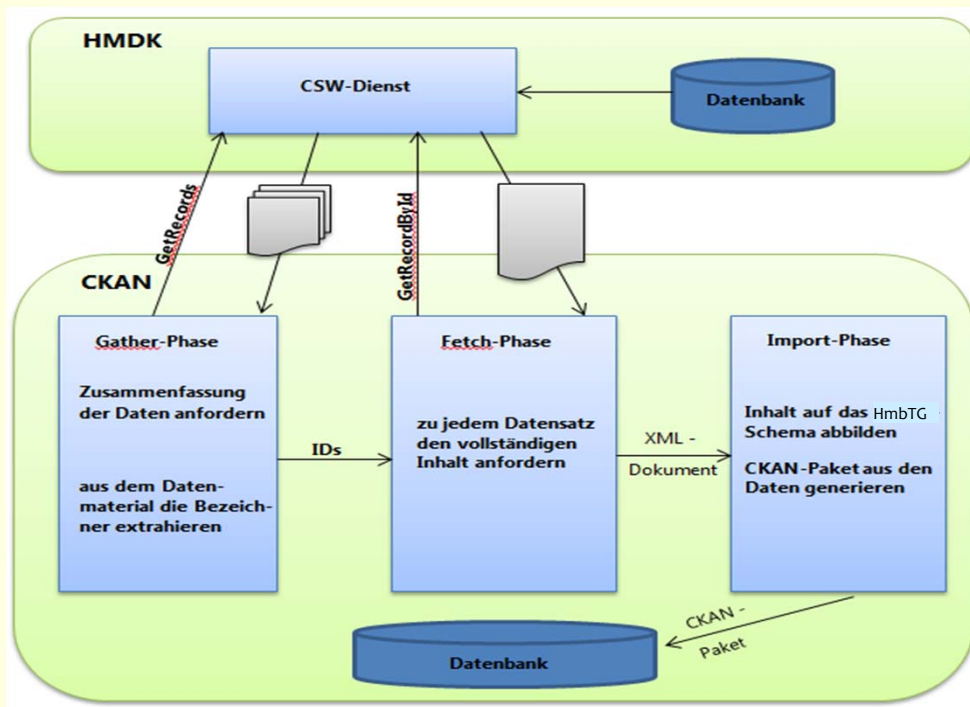 HMDK
CSW-Dienst
Datenbank
GetRecords
GetRecordById
CKAN
Gather-Phase
Zusammenfassung
der Daten anfordern
aus dem Daten-
material die Bezeich-
ner extrahieren
IDs
Fetch-Phase
zu jedem Datensatz
den vollständigen
Inhalt anfordern
XML -
Dokument
Import-Phase
Inhalt auf das HmbTG
Schema abbilden
CKAN-Paket aus den
Daten generieren
CKAN -
Paket
Datenbank